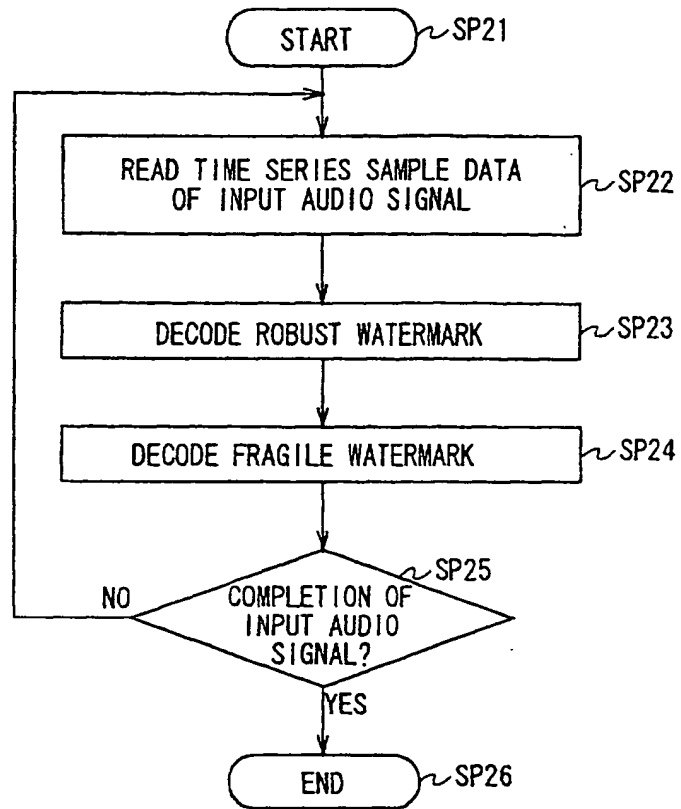 START
SP21
READ TIME SERIES SAMPLE DATA
OF INPUT AUDIO SIGNAL
SP22
DECODE ROBUST WATERMARK
SP23
DECODE FRAGILE WATERMARK
SP24
SP25
NO
COMPLETION OF
INPUT AUDIO
SIGNAL?
YES
END
SP26